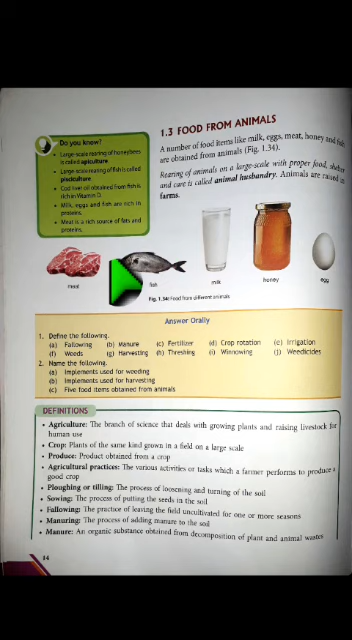 1.3 FOOD FROM ANIMALS
A number of food items like milk, eggs, meat, honey and fish
are obtained from animals (Fig. 1.34).
Rearing of animals on a large-scale with proper food, shelter
and care is called animal husbandry. Animals are raised in
farms.
Do you know?
• Large-scale rearing of honeybees
is called apiculture.
• Large-scale rearing of fish is called
pisciculture.
• Cod liver oil obtained from fish is
rich in Vitamin D.
• Milk, eggs and fish are rich in
proteins.
• Meat is a rich source of fats and
proteins.
meat
fish
milk
honey
egg
Fig. 1.34: Food from different animals
Answer Orally
1. Define the following.
(a) Fallowing (b) Manure (c) Fertilizer (d) Crop rotation (e) Irrigation
(f) Weeds (g) Harvesting (h) Threshing (i) Winnowing (j) Weedicides
2. Name the following.
(a) Implements used for weeding
(b) Implements used for harvesting
(c) Five food items obtained from animals
DEFINITIONS
• Agriculture: The branch of science that deals with growing plants and raising livestock for
human use
• Crop: Plants of the same kind grown in a field on a large scale
• Produce: Product obtained from a crop
• Agricultural practices: The various activities or tasks which a farmer performs to produce a
good crop
• Ploughing or tilling: The process of loosening and turning of the soil
• Sowing: The process of putting the seeds in the soil
• Fallowing: The practice of leaving the field uncultivated for one or more seasons
• Manuring: The process of adding manure to the soil
• Manure: An organic substance obtained from decomposition of plant and animal wastes